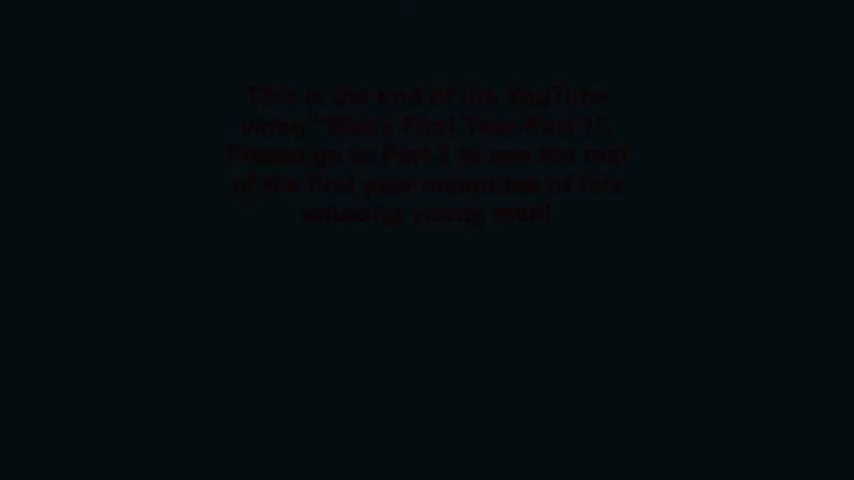 This is the end of the YouTube
video First Year Part 1".
Please go to Part 2 to see the rest
of the first year memories of this
amazing young man!